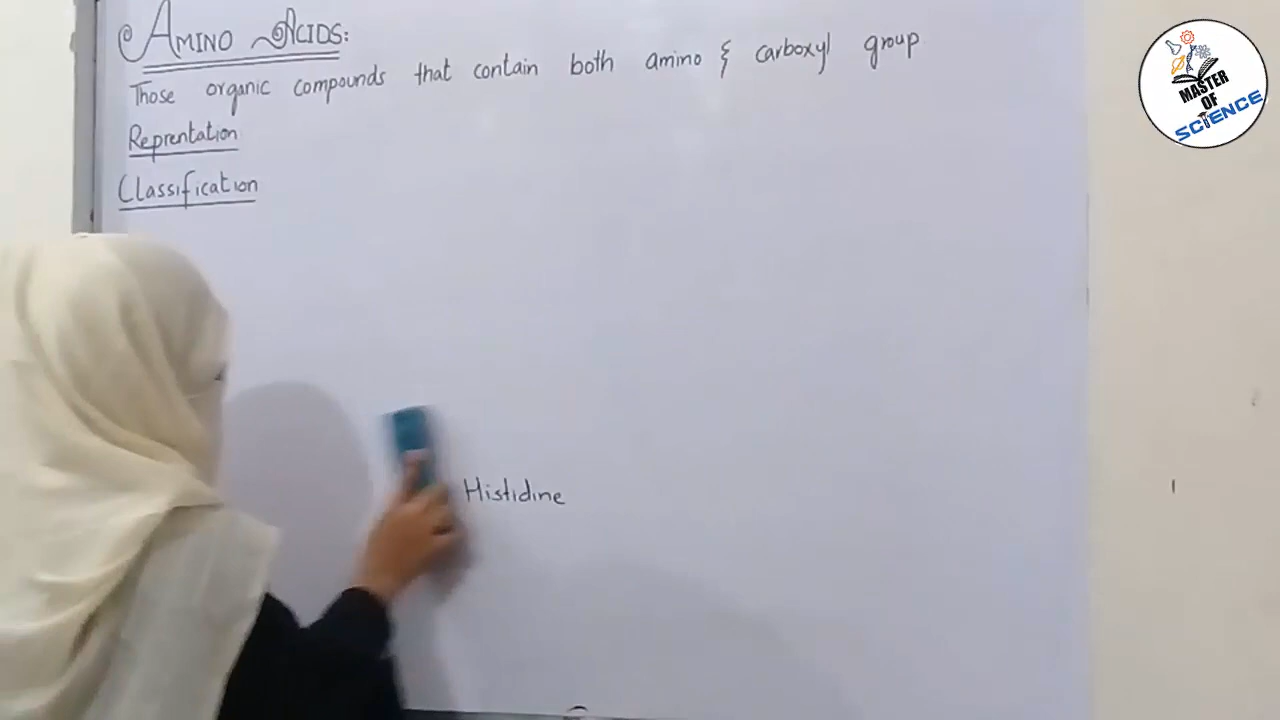 AMINO ACIDS:
Those organic compounds that contain both amino & carboxyl group
Reprentation
Classification
Histidine
MASTER
OF
SCIENCE